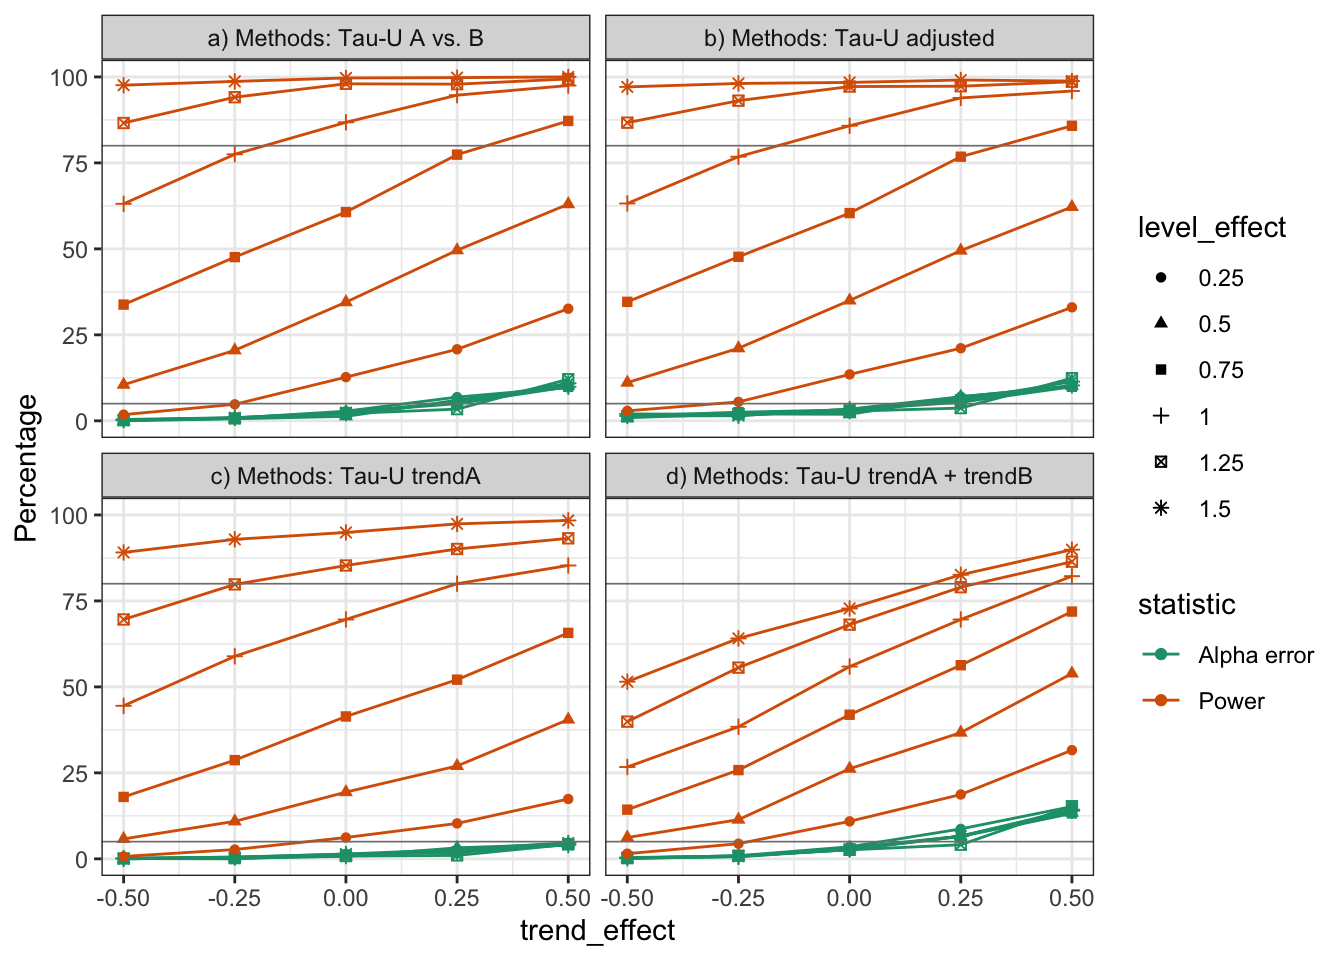 a) Methods: Tau-U A vs. B
b) Methods: Tau-U adjusted
100
75
50
25
0
c) Methods: Tau-U trendA
d) Methods: Tau-U trendA + trendB
100
75
50
25
0
-0.50 -0.25 0.00 0.25 0.50
-0.50 -0.25 0.00 0.25 0.50
trend_effect
Percentage
level_effect
0.25
0.5
0.75
1
1.25
1.5
statistic
Alpha error
Power